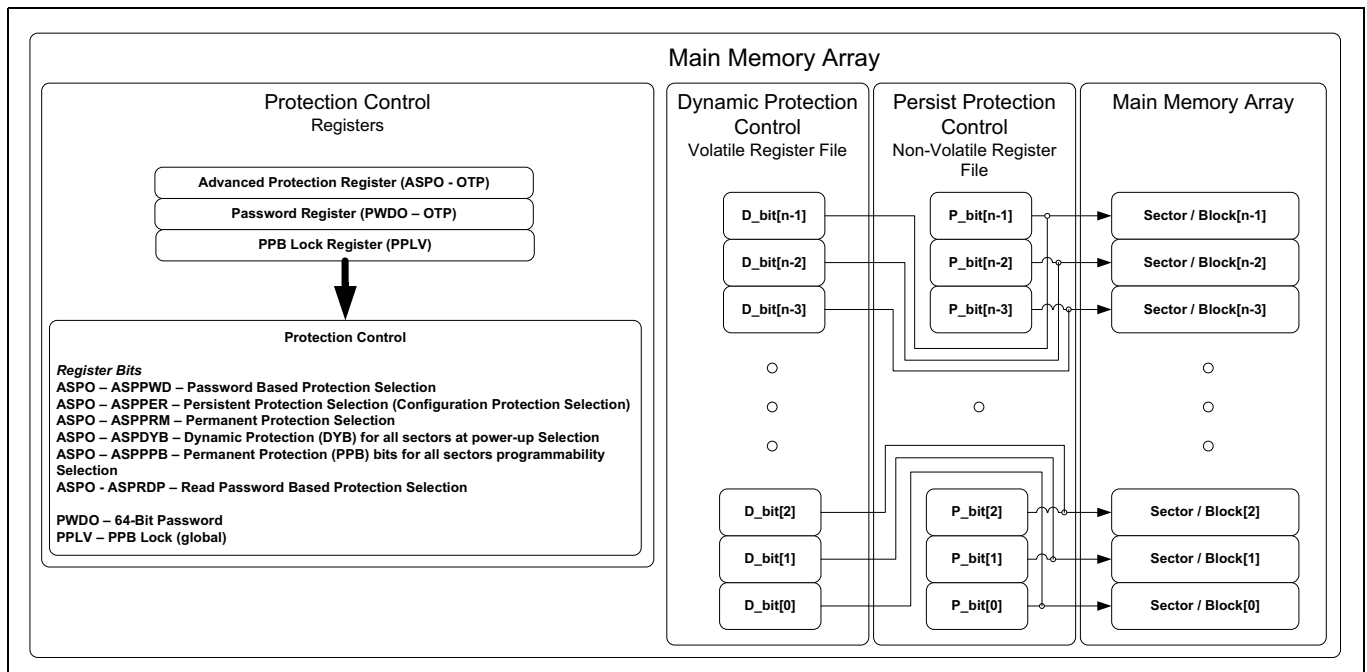 Main Memory Array
Protection Control
Registers
Advanced Protection Register (ASPO - OTP)
Password Register (PWDO – OTP)
PPB Lock Register (PPLV)
Protection Control
Register Bits
ASPO – ASPPWD – Password Based Protection Selection
ASPO – ASPPER – Persistent Protection Selection (Configuration Protection Selection)
ASPO – ASPPRM – Permanent Protection Selection
ASPO – ASPDYB – Dynamic Protection (DYB) for all sectors at power-up Selection
ASPO – ASPPPB – Permanent Protection (PPB) bits for all sectors programmability
Selection
ASPO - ASPRDP – Read Password Based Protection Selection
PWDO – 64-Bit Password
PPLV – PPB Lock (global)
Dynamic Protection
Control
Volatile Register File
D_bit[n-1]
D_bit[n-2]
D_bit[n-3]
D_bit[2]
D_bit[1]
D_bit[0]
Persist Protection
Control
Non-Volatile Register
File
P_bit[n-1]
P_bit[n-2]
P_bit[n-3]
P_bit[2]
P_bit[1]
P_bit[0]
Main Memory Array
Sector / Block[n-1]
Sector / Block[n-2]
Sector / Block[n-3]
Sector / Block[2]
Sector / Block[1]
Sector / Block[0]